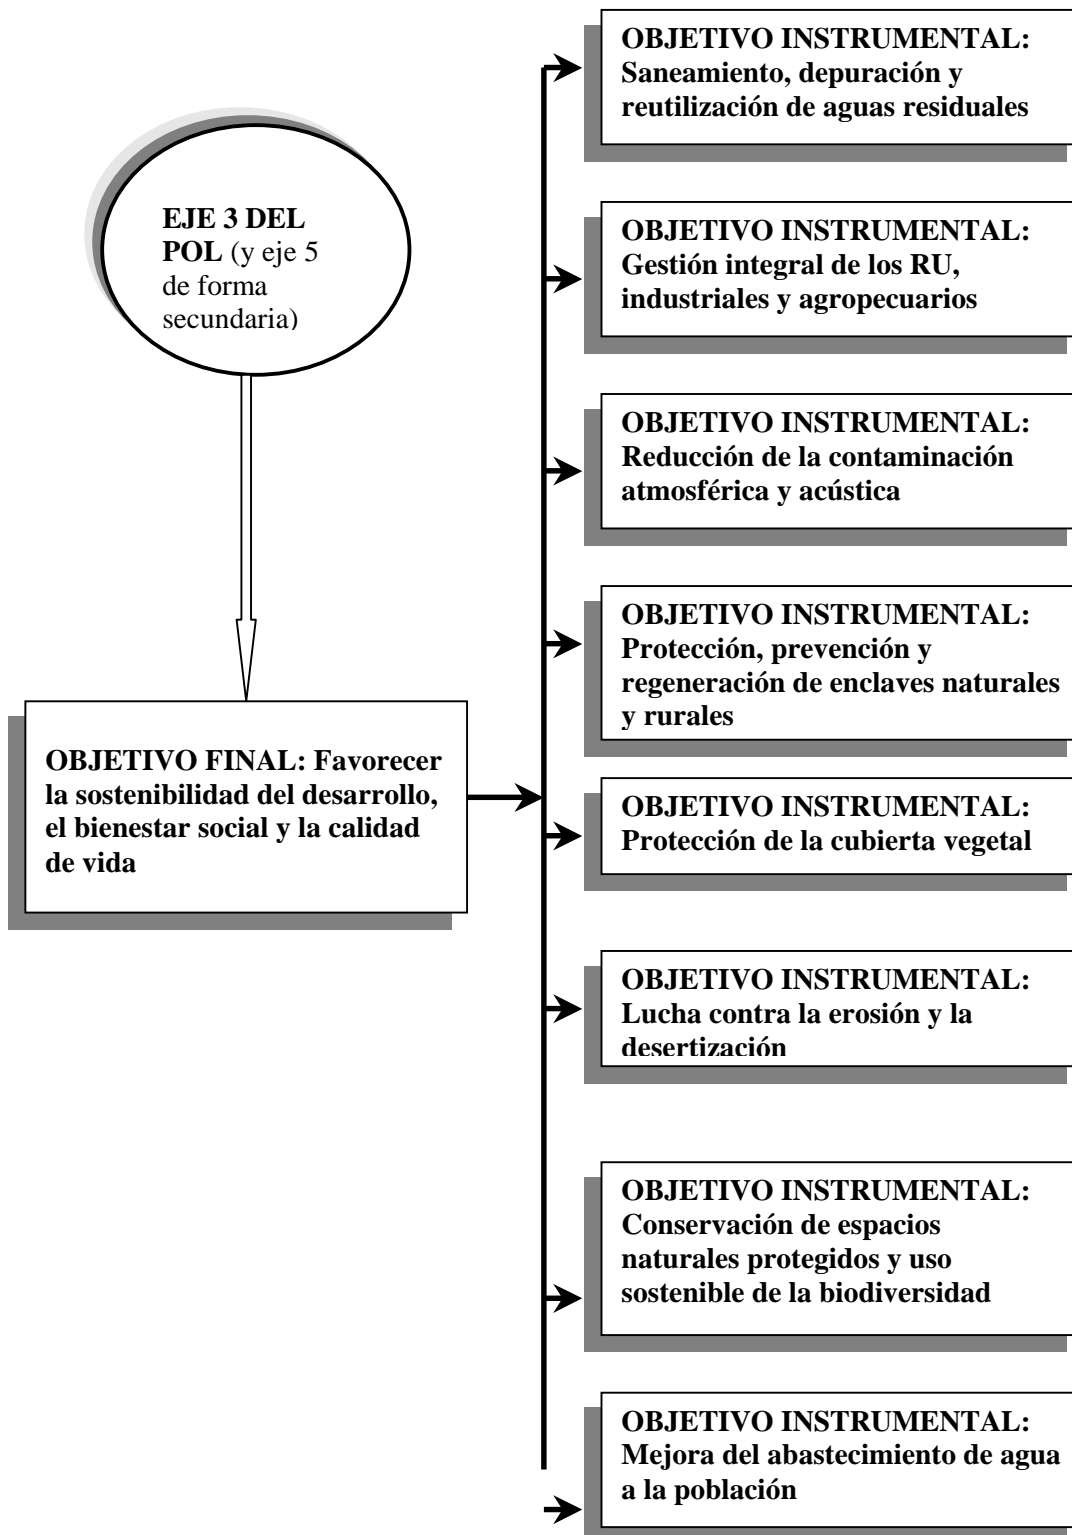 OBJETIVO INSTRUMENTAL:
Saneamiento, depuración y
reutilización de aguas residuales
EJE 3 DEL
POL (y eje 5
de forma
secundaria)
OBJETIVO INSTRUMENTAL:
Gestión integral de los RU,
industriales y agropecuarios
OBJETIVO INSTRUMENTAL:
Reducción de la contaminación
atmosférica y acústica
OBJETIVO INSTRUMENTAL:
Protección, prevención y
regeneración de enclaves naturales
y rurales
OBJETIVO FINAL: Favorecer
la sostenibilidad del desarrollo,
el bienestar social y la calidad
de vida
OBJETIVO INSTRUMENTAL:
Protección de la cubierta vegetal
OBJETIVO INSTRUMENTAL:
Lucha contra la erosión y la
desertización
OBJETIVO INSTRUMENTAL:
Conservación de espacios
naturales protegidos y uso
sostenible de la biodiversidad
OBJETIVO INSTRUMENTAL:
Mejora del abastecimiento de agua
a la población